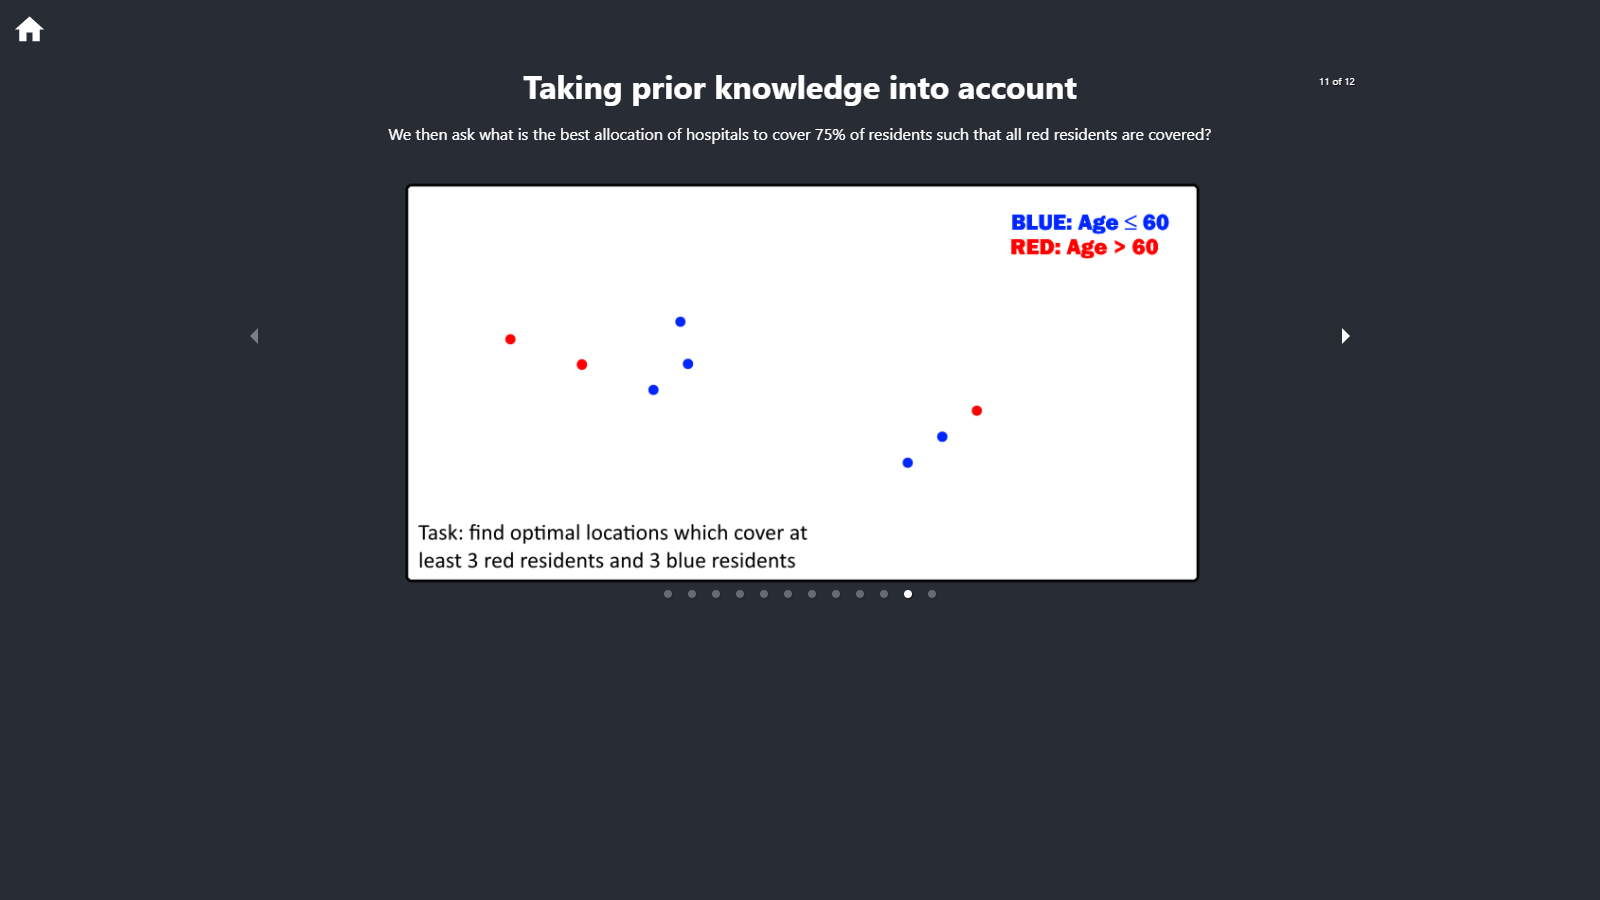 Taking prior knowledge into account
11 of 12
We then ask what is the best allocation of hospitals to cover 75% of residents such that all red residents are covered?
BLUE: Age ≤ 60
RED: Age > 60
Task: find optimal locations which cover at
least 3 red residents and 3 blue residents